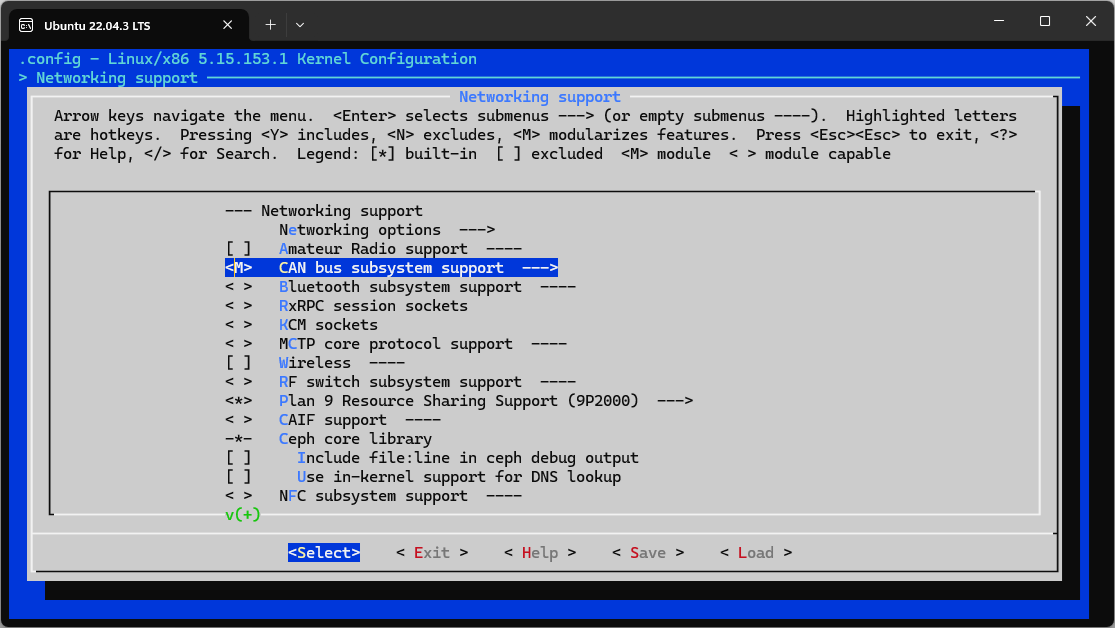 Ubuntu 22.04.3 LTS
.config - Linux/x86 5.15.153.1 Kernel Configuration
> Networking support
Networking support
Arrow keys navigate the menu.  <Enter> selects submenus ---> (or empty submenus ----).  Highlighted letters
are hotkeys.  Pressing <Y> includes, <N> excludes, <M> modularizes features.  Press <Esc><Esc> to exit, <?>
for Help, </> for Search.  Legend: [*] built-in  [ ] excluded  <M> module  < > module capable
--- Networking support
      Networking options  --->
[ ]   Amateur Radio support  ----
<M>   CAN bus subsystem support  --->
< >   Bluetooth subsystem support  ----
< >   RxRPC session sockets
< >   KCM sockets
< >   MCTP core protocol support  ----
[ ]   Wireless  ----
< >   RF switch subsystem support  ----
<*>   Plan 9 Resource Sharing Support (9P2000)  --->
< >   CAIF support  ----
-*-   Ceph core library
[ ]     Include file:line in ceph debug output
[ ]     Use in-kernel support for DNS lookup
< >   NFC subsystem support  ----
v(+)
<Select>    < Exit >    < Help >    < Save >    < Load >